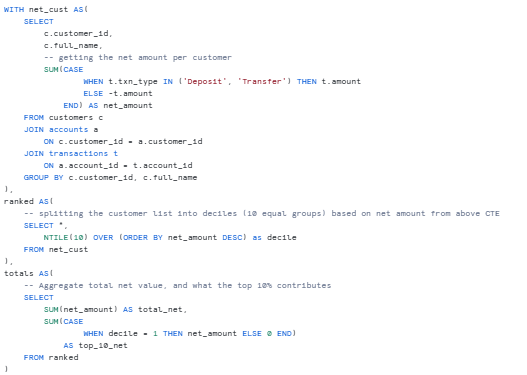 WITH net_cust AS(
SELECT
c.customer_id,
c.full_name,
-- getting the net amount per customer
SUM(CASE
WHEN t.txn_type IN ('Deposit', 'Transfer') THEN t.amount
ELSE -t.amount
END) AS net_amount
FROM customers c
JOIN accounts a
ON c.customer_id = a.customer_id
JOIN transactions t
ON a.account_id = t.account_id
GROUP BY c.customer_id, c.full_name
),
ranked AS(
-- splitting the customer list into deciles (10 equal groups) based on net amount from above CTE
SELECT *,
NTILE(10) OVER (ORDER BY net_amount DESC) as decile
FROM net_cust
),
totals AS(
-- Aggregate total net value, and what the top 10% contributes
SELECT
SUM(net_amount) AS total_net,
SUM(CASE
WHEN decile = 1 THEN net_amount ELSE 0 END)
AS top_10_net
FROM ranked
)